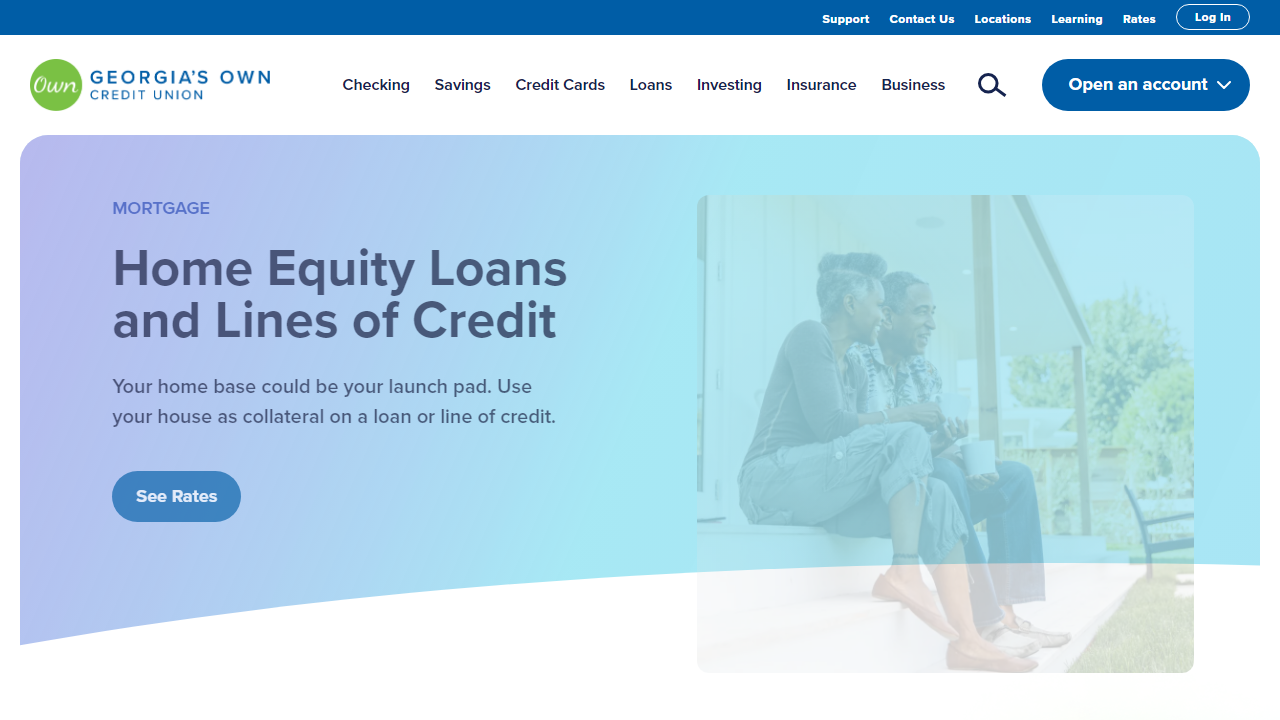 Support Contact Us Locations Learning Rates Log In
Own GEORGIA'S OWN
CREDIT UNION
Checking Savings Credit Cards Loans Investing Insurance Business Open an account
MORTGAGE
Home Equity Loans
and Lines of Credit
Your home base could be your launch pad. Use
your house as collateral on a loan or line of credit.
See Rates